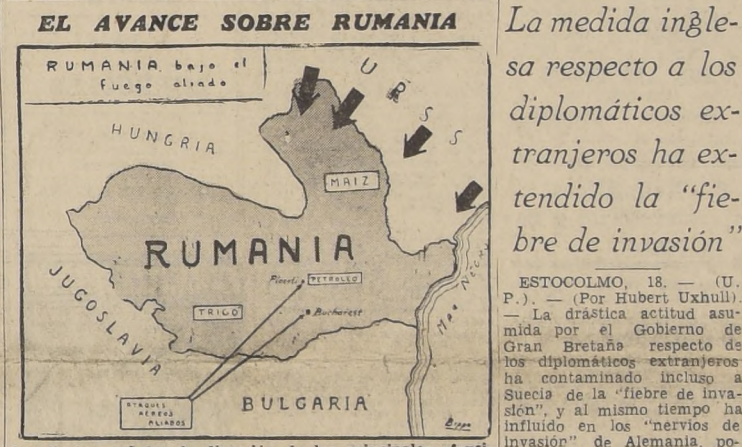 EL AVANCE SOBRE RUMANIA
RUMANIA bajo el
fuego aliado
URSS
HUNGRIA
MAIZ
RUMANIA
Ploesti
PETROLEO
TRIGO
Bucharest
MAR NEGRO
JUGOSLAVIA
ATAQUES
AEREOS
ALIADOS
BULGARIA
La medida ingle-
sa respecto a los
diplomáticos ex-
tranjeros ha ex-
tendido la "fie-
bre de invasión"
ESTOCOLMO, 18. — (U.
P.). — (Por Hubert Uxhull).
— La drástica actitud asu-
mida por el Gobierno de
Gran Bretaña respecto de
los diplomáticos extranjeros
ha contaminado incluso a
Suecia de la "fiebre de inva-
sión", y al mismo tiempo ha
influído en los "nervios de
invasión" de Alemania, po-